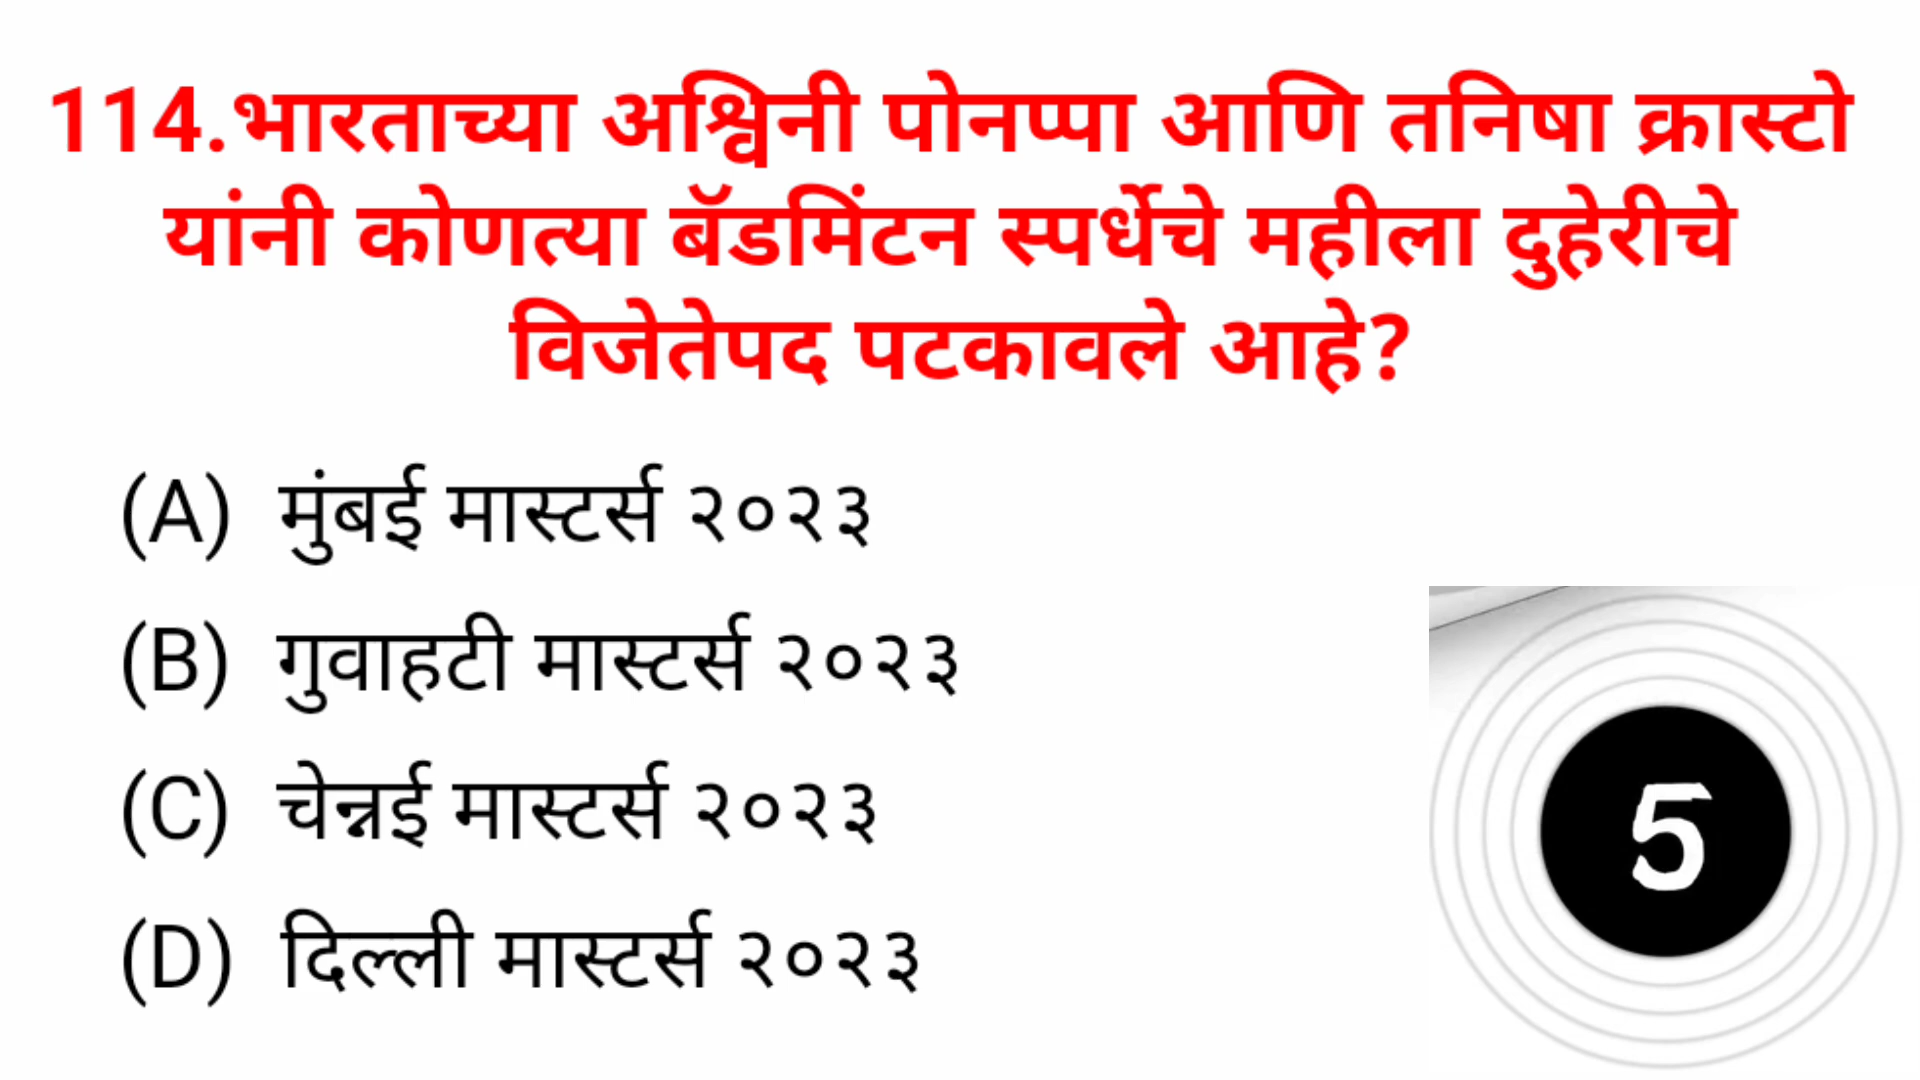 114.भारताच्या अश्विनी पोनप्पा आणि तनिषा क्रास्टो
यांनी कोणत्या बॅडमिंटन स्पर्धेचे महीला दुहेरीचे
विजेतेपद पटकावले आहे?
(A) मुंबई मास्टर्स २०२३
(B) गुवाहटी मास्टर्स २०२३
(C) चेन्नई मास्टर्स २०२३
(D) दिल्ली मास्टर्स २०२३
5